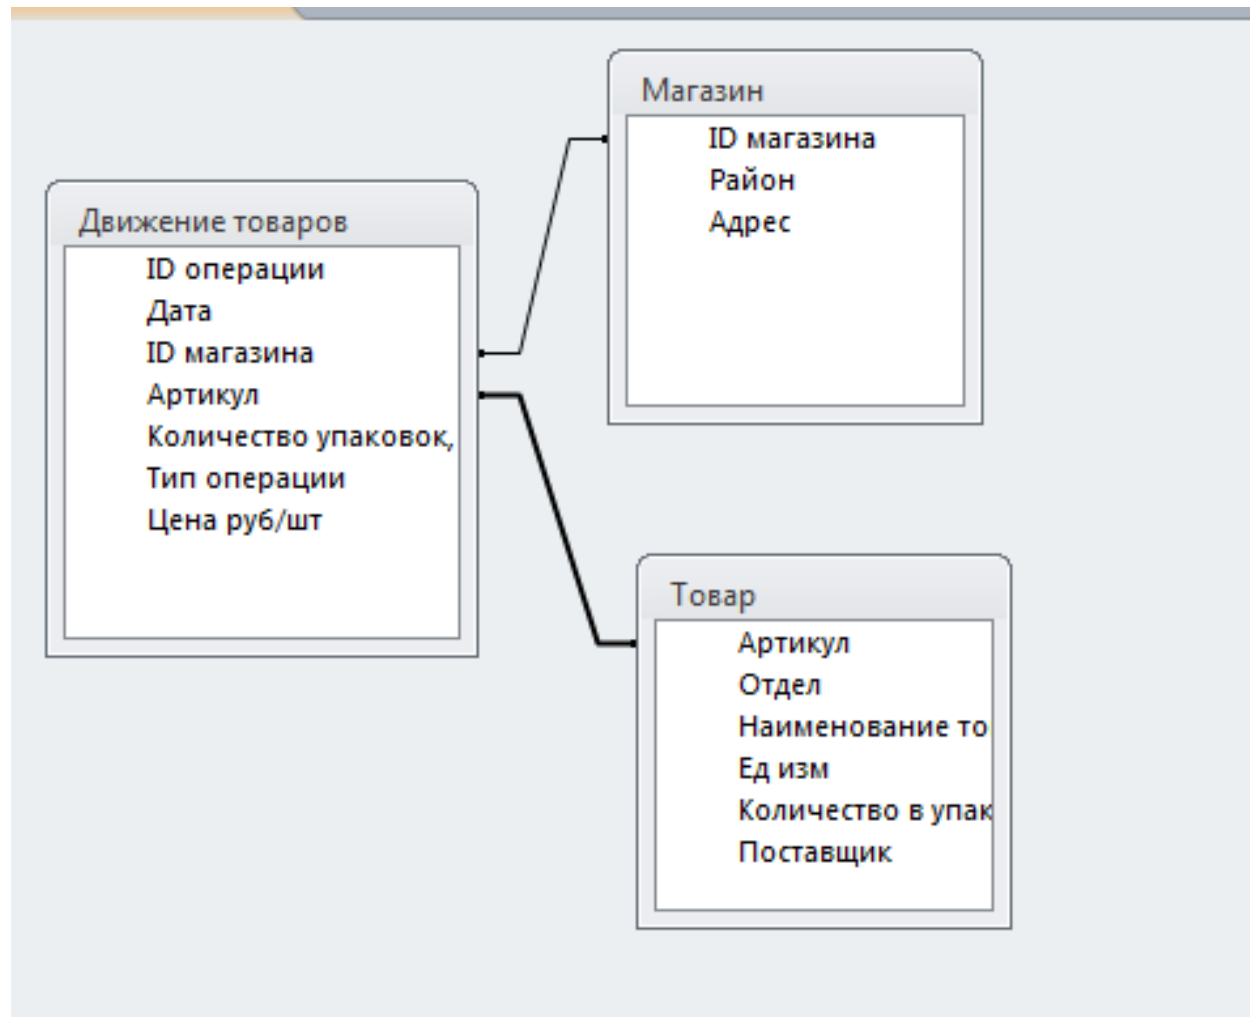 Магазин
ID магазина
Район
Адрес
Движение товаров
ID операции
Дата
ID магазина
Артикул
Количество упаковок,
Тип операции
Цена руб/шт
Товар
Артикул
Отдел
Наименование то
Ед изм
Количество в упак
Поставщик